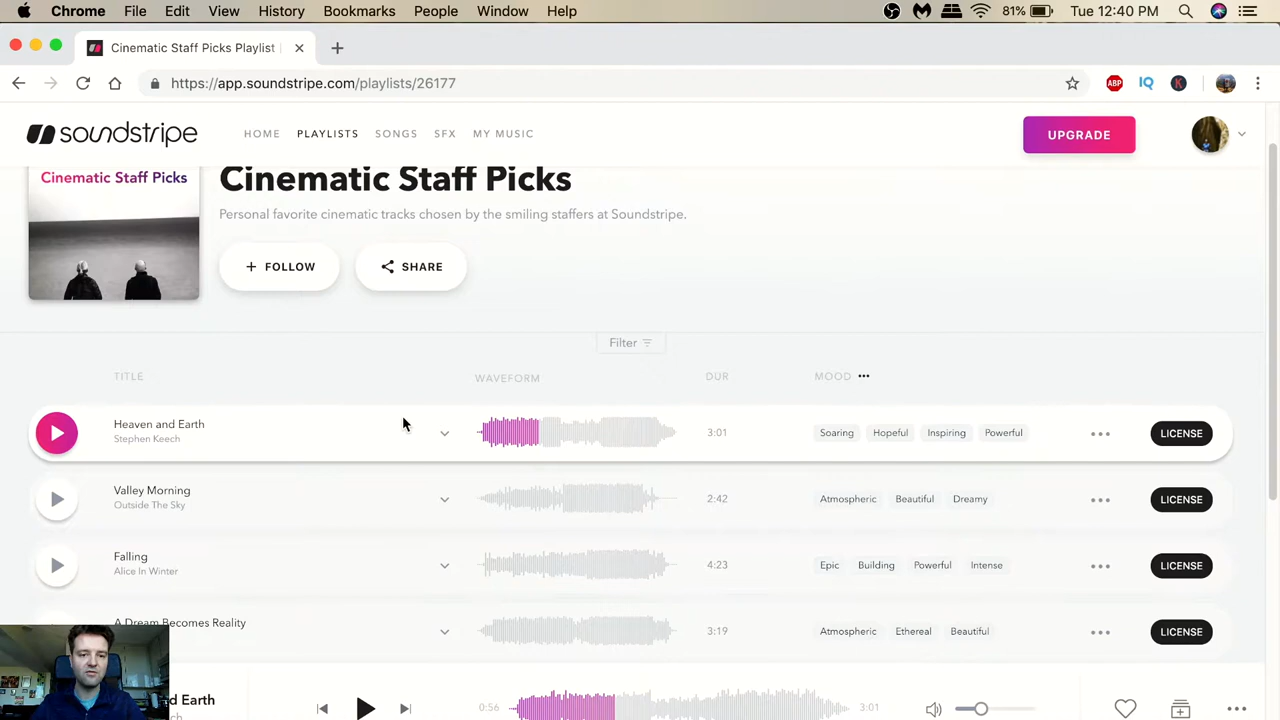 Chrome File Edit View History Bookmarks People Window Help 81% Tue 12:40 PM
Cinematic Staff Picks Playlist
https://app.soundstripe.com/playlists/26177 ABP IQ K
soundstripe HOME PLAYLISTS SONGS SFX MY MUSIC UPGRADE
Cinematic Staff Picks
Cinematic Staff Picks
Personal favorite cinematic tracks chosen by the smiling staffers at Soundstripe.
+ FOLLOW SHARE
Filter
TITLE WAVEFORM DUR MOOD •••
Heaven and Earth
Stephen Keech
3:01 Soaring Hopeful Inspiring Powerful ••• LICENSE
Valley Morning
Outside The Sky
2:42 Atmospheric Beautiful Dreamy ••• LICENSE
Falling
Alice In Winter
4:23 Epic Building Powerful Intense ••• LICENSE
A Dream Becomes Reality
3:19 Atmospheric Ethereal Beautiful ••• LICENSE
d Earth
0:56 3:01 •••